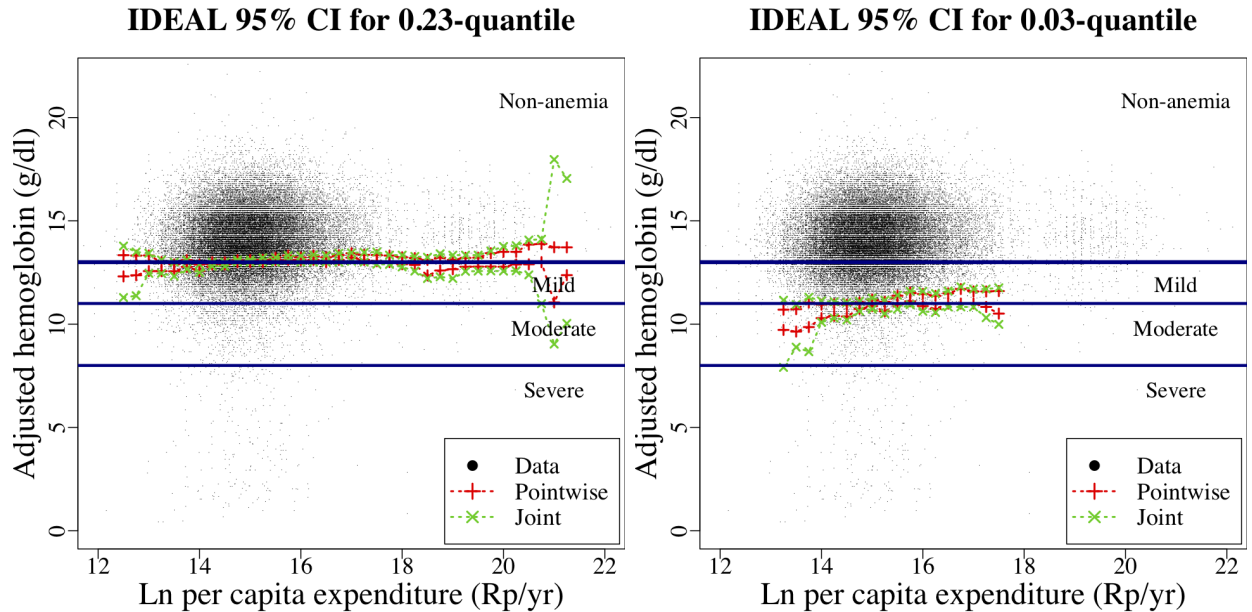 IDEAL 95% CI for 0.23-quantile
Adjusted hemoglobin (g/dl)
20
15
10
5
0
Non-anemia
Mild
Moderate
Severe
Data
Pointwise
Joint
12 14 16 18 20 22
Ln per capita expenditure (Rp/yr)
IDEAL 95% CI for 0.03-quantile
Adjusted hemoglobin (g/dl)
20
15
10
5
0
Non-anemia
Mild
Moderate
Severe
Data
Pointwise
Joint
12 14 16 18 20 22
Ln per capita expenditure (Rp/yr)